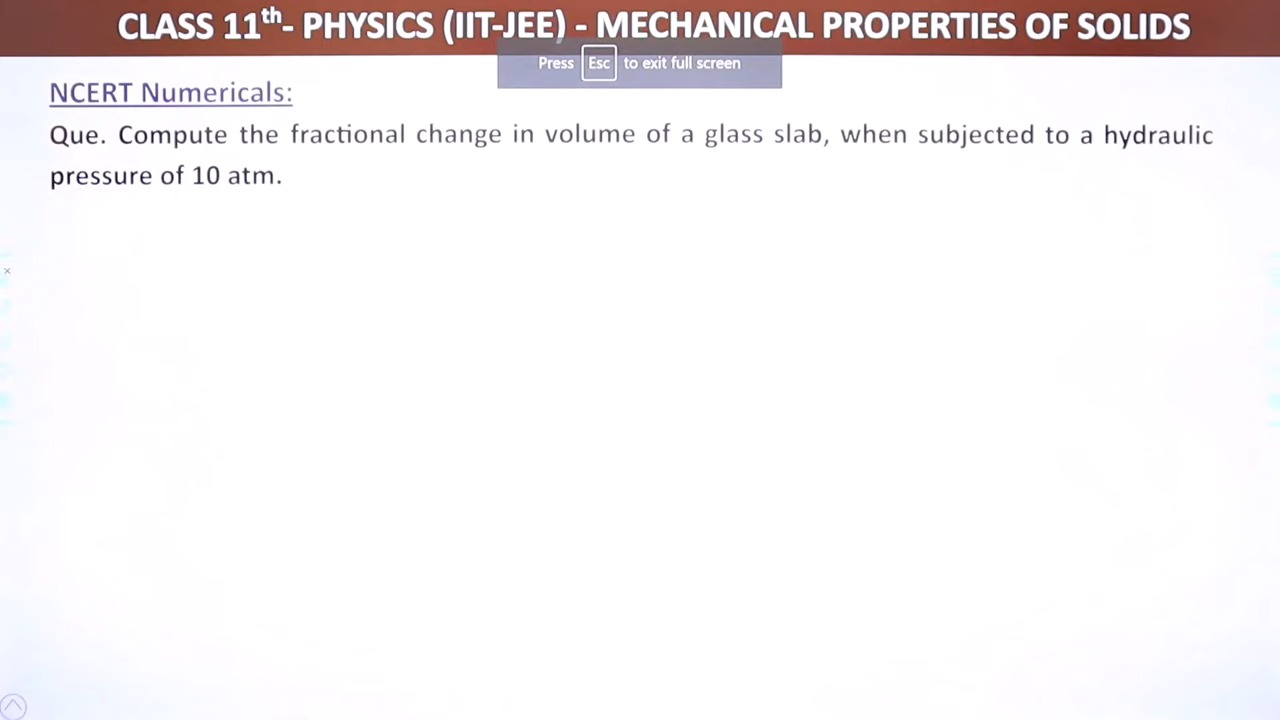 CLASS 11th- PHYSICS (IIT-JEE) - MECHANICAL PROPERTIES OF SOLIDS
Press Esc to exit full screen
NCERT Numericals:
Que. Compute the fractional change in volume of a glass slab, when subjected to a hydraulic
pressure of 10 atm.